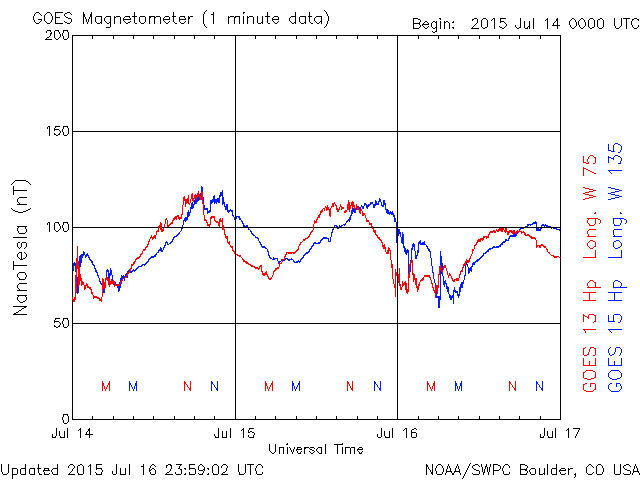 GOES Magnetometer (1 minute data)
Begin: 2015 Jul 14 0000 UTC
200
150
100
50
0
NanoTesla (nT)
M M N N M M N N M M N N
Jul 14 Jul 15 Jul 16 Jul 17
Universal Time
GOES 13 Hp Long. W 75
GOES 15 Hp Long. W 135
Updated 2015 Jul 16 23:59:02 UTC
NOAA/SWPC Boulder, CO USA